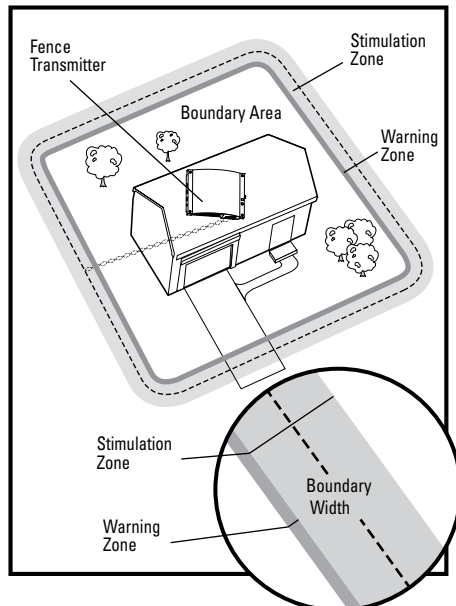 Fence
Transmitter
Stimulation
Zone
Boundary Area
Warning
Zone
Stimulation
Zone
Boundary
Width
Warning
Zone